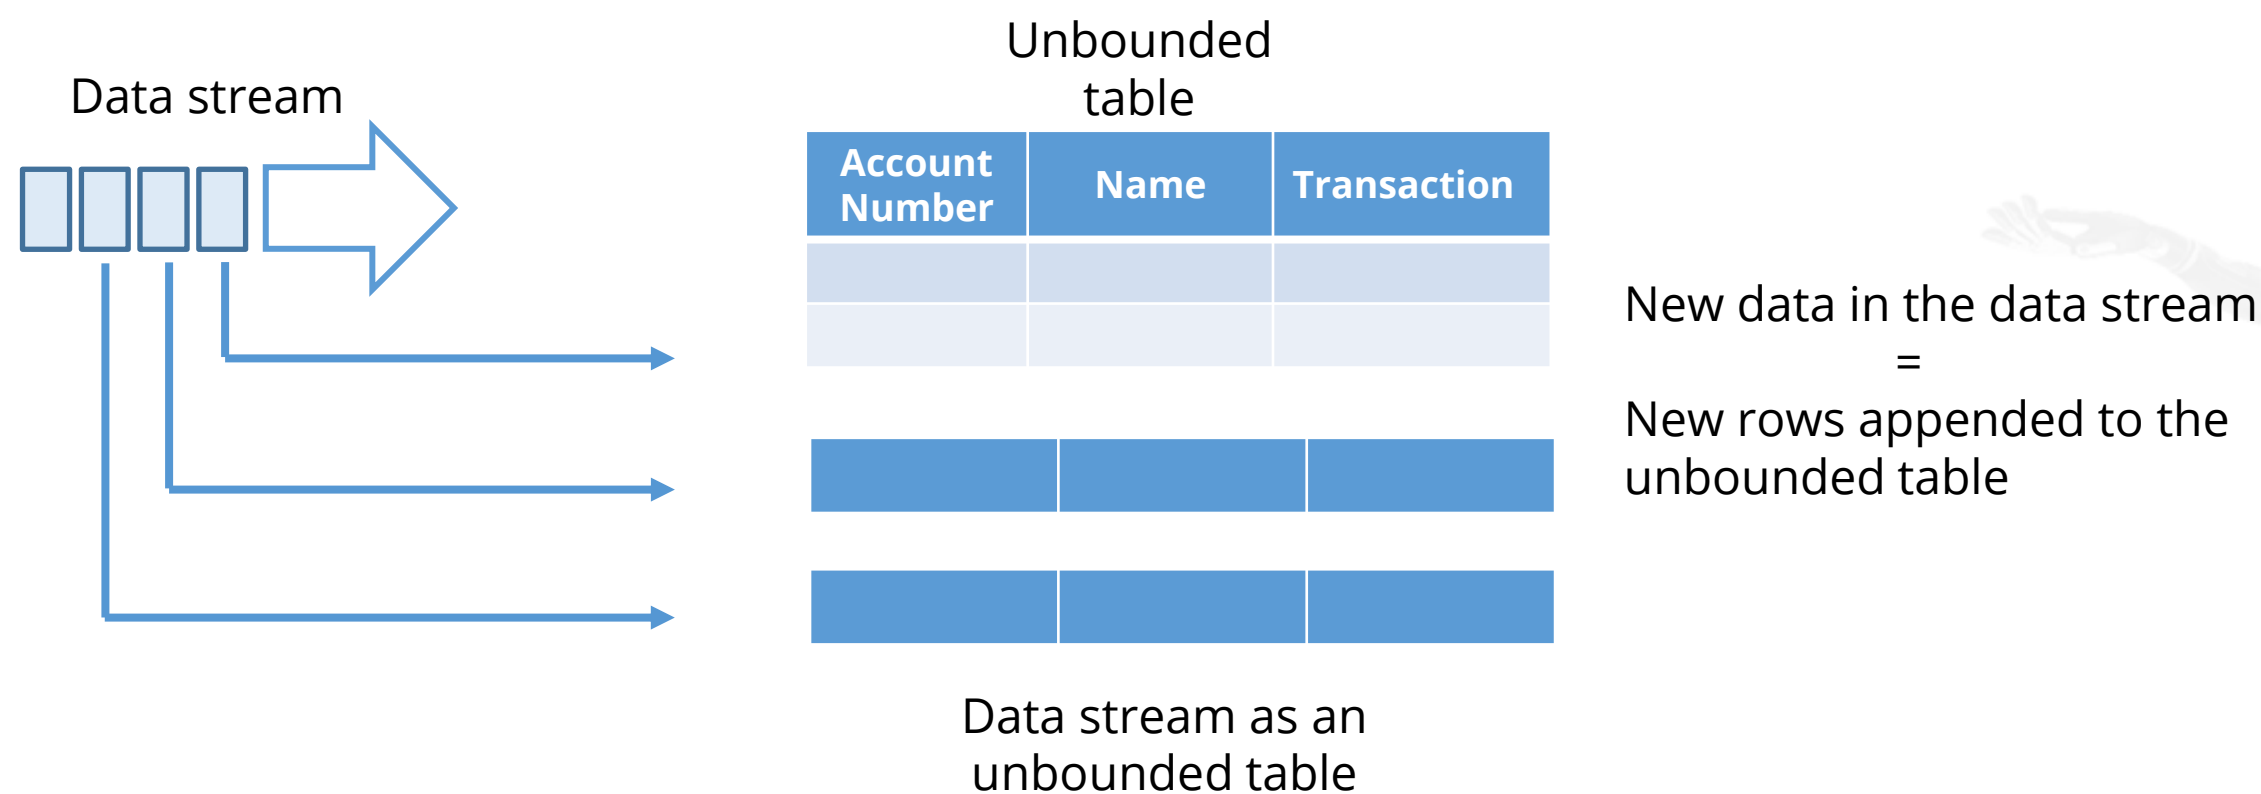 Data stream
Unbounded
table
Account
Number
Name
Transaction
New data in the data stream
=
New rows appended to the
unbounded table
Data stream as an
unbounded table